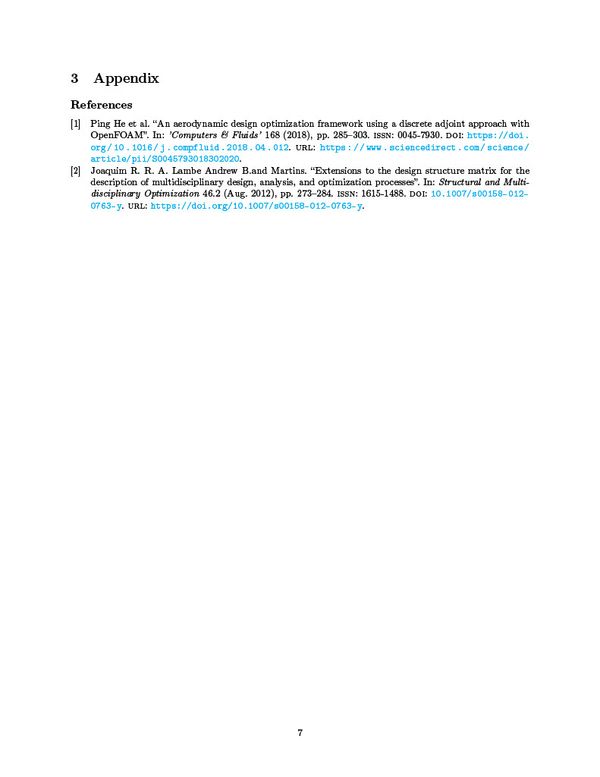 3 Appendix
References
[1] Ping He et al. “An aerodynamic design optimization framework using a discrete adjoint approach with
OpenFOAM”. In: ’Computers & Fluids’ 168 (2018), pp. 285–303. ISSN: 0045-7930. DOI: https://doi.
org/10.1016/j.compfluid.2018.04.012. URL: https://www.sciencedirect.com/science/
article/pii/S0045793018302020.
[2] Joaquim R. R. A. Lambe Andrew B.and Martins. “Extensions to the design structure matrix for the
description of multidisciplinary design, analysis, and optimization processes”. In: Structural and Multi-
disciplinary Optimization 46.2 (Aug. 2012), pp. 273–284. ISSN: 1615-1488. DOI: 10.1007/s00158-012-
0763-y. URL: https://doi.org/10.1007/s00158-012-0763-y.
7